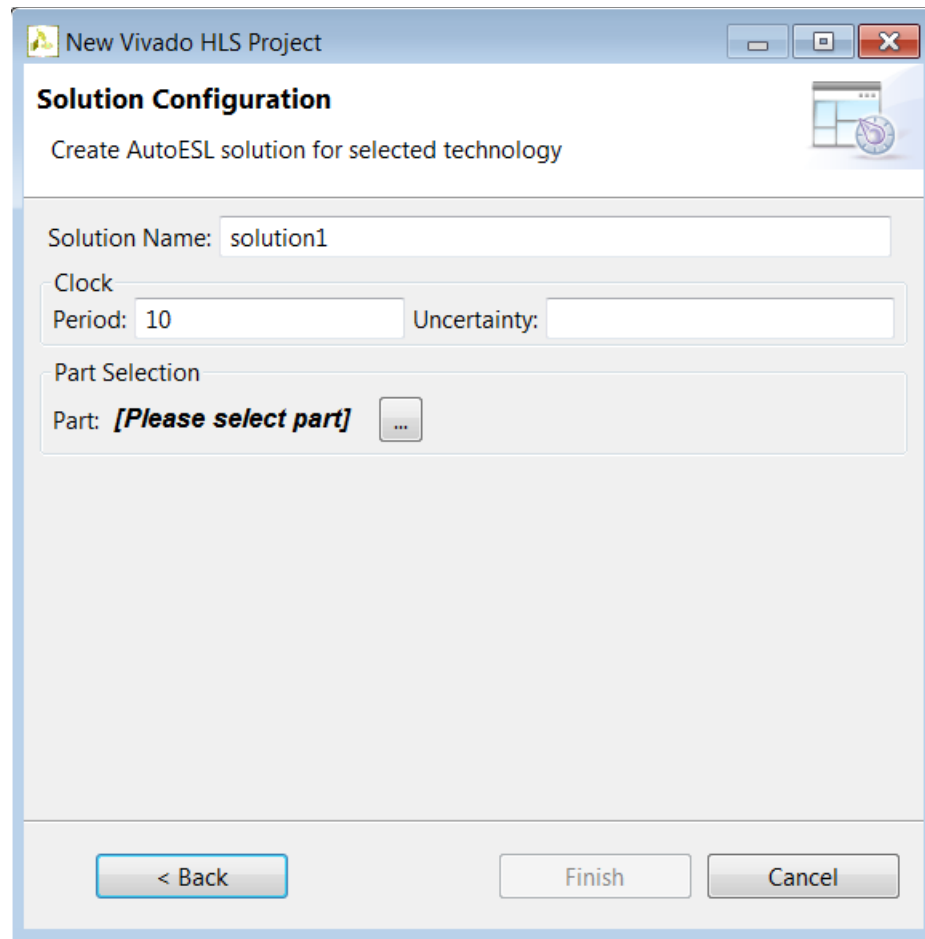 New Vivado HLS Project
Solution Configuration
Create AutoESL solution for selected technology
Solution Name: solution1
Clock
Period: 10 Uncertainty:
Part Selection
Part: [Please select part] ...
< Back Finish Cancel